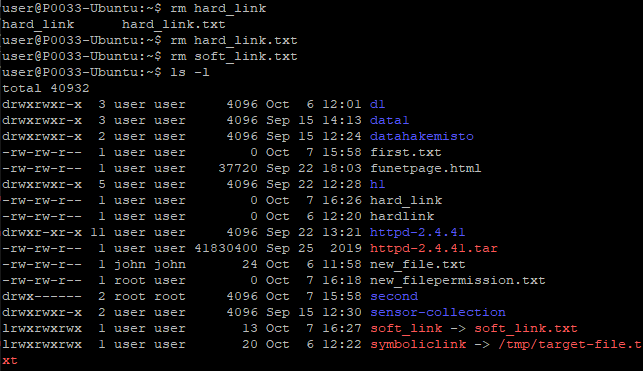 user@P0033-Ubuntu:~$ rm hard_link
hard_link      hard_link.txt
user@P0033-Ubuntu:~$ rm hard_link.txt
user@P0033-Ubuntu:~$ rm soft_link.txt
user@P0033-Ubuntu:~$ ls -l
total 40932
drwxrwxr-x  3 user user     4096 Oct  6 12:01 dl
drwxrwxr-x  3 user user     4096 Sep 15 14:13 data1
drwxrwxr-x  2 user user     4096 Sep 15 12:24 datahakemisto
-rw-rw-r--  1 user user        0 Oct  7 15:58 first.txt
-rw-rw-r--  1 user user    37720 Sep 22 18:03 funetpage.html
drwxrwxr-x  5 user user     4096 Sep 22 12:28 hl
-rw-rw-r--  1 user user        0 Oct  7 16:26 hard_link
-rw-rw-r--  1 user user        0 Oct  6 12:20 hardlink
drwxr-xr-x 11 user user     4096 Sep 22 13:21 httpd-2.4.41
-rw-rw-r--  1 user user 41830400 Sep 25  2019 httpd-2.4.41.tar
-rw-rw-r--  1 john john       24 Oct  6 11:58 new_file.txt
-rw-rw-r--  1 root user        0 Oct  7 16:18 new_filepermission.txt
drwx------  2 root root     4096 Oct  7 15:58 second
drwxrwxr-x  2 user user     4096 Sep 15 12:30 sensor-collection
lrwxrwxrwx  1 user user       13 Oct  7 16:27 soft_link -> soft_link.txt
lrwxrwxrwx  1 user user       20 Oct  6 12:22 symboliclink -> /tmp/target-file.t
xt